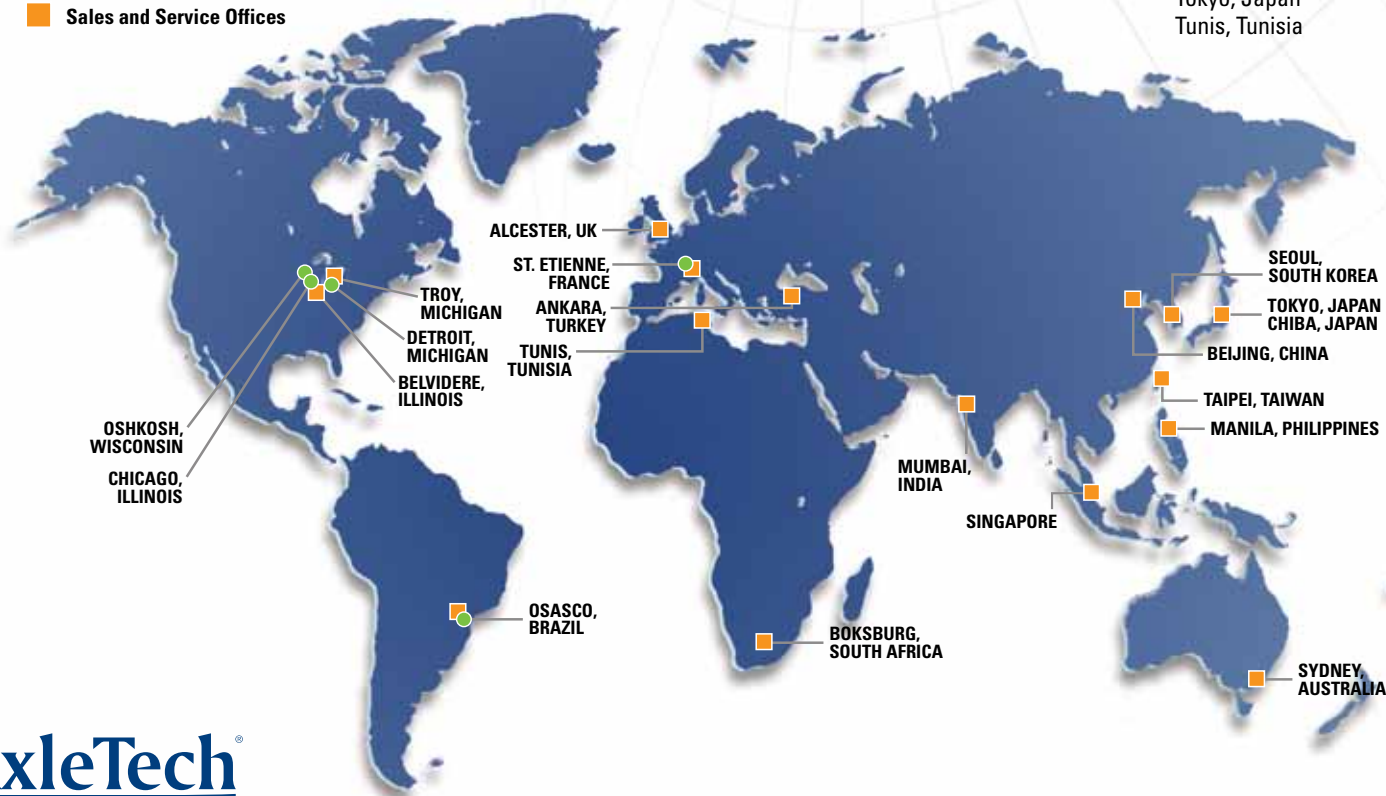 Sales and Service Offices
Tokyo, Japan
Tunis, Tunisia
ALCESTER, UK
ST. ETIENNE,
FRANCE
ANKARA,
TURKEY
TUNIS,
TUNISIA
TROY,
MICHIGAN
DETROIT,
MICHIGAN
BELVIDERE,
ILLINOIS
OSHKOSH,
WISCONSIN
CHICAGO,
ILLINOIS
SEOUL,
SOUTH KOREA
TOKYO, JAPAN
CHIBA, JAPAN
BEIJING, CHINA
TAIPEI, TAIWAN
MANILA, PHILIPPINES
MUMBAI,
INDIA
SINGAPORE
OSASCO,
BRAZIL
BOKSBURG,
SOUTH AFRICA
SYDNEY,
AUSTRALIA
xleTech®